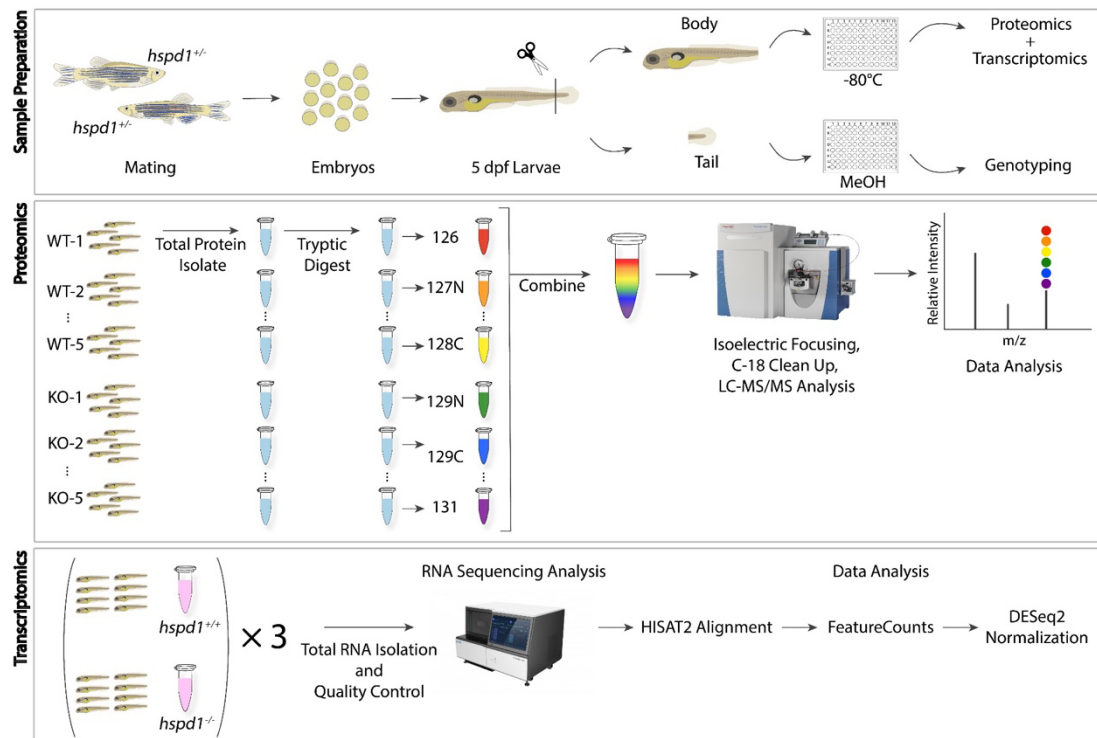 Sample Preparation
hspd1+/-
hspd1+/-
Mating
Embryos
5 dpf Larvae
Body
Tail
-80°C
MeOH
Proteomics
+
Transcriptomics
Genotyping
Proteomics
WT-1
WT-2
WT-5
KO-1
KO-2
KO-5
Total Protein
Isolate
Tryptic
Digest
126
127N
128C
129N
129C
131
Combine
Isoelectric Focusing,
C-18 Clean Up,
LC-MS/MS Analysis
Relative Intensity
m/z
Data Analysis
Transcriptomics
hspd1+/+
hspd1-/-
× 3
Total RNA Isolation
and
Quality Control
RNA Sequencing Analysis
Data Analysis
HISAT2 Alignment
FeatureCounts
DESeq2
Normalization